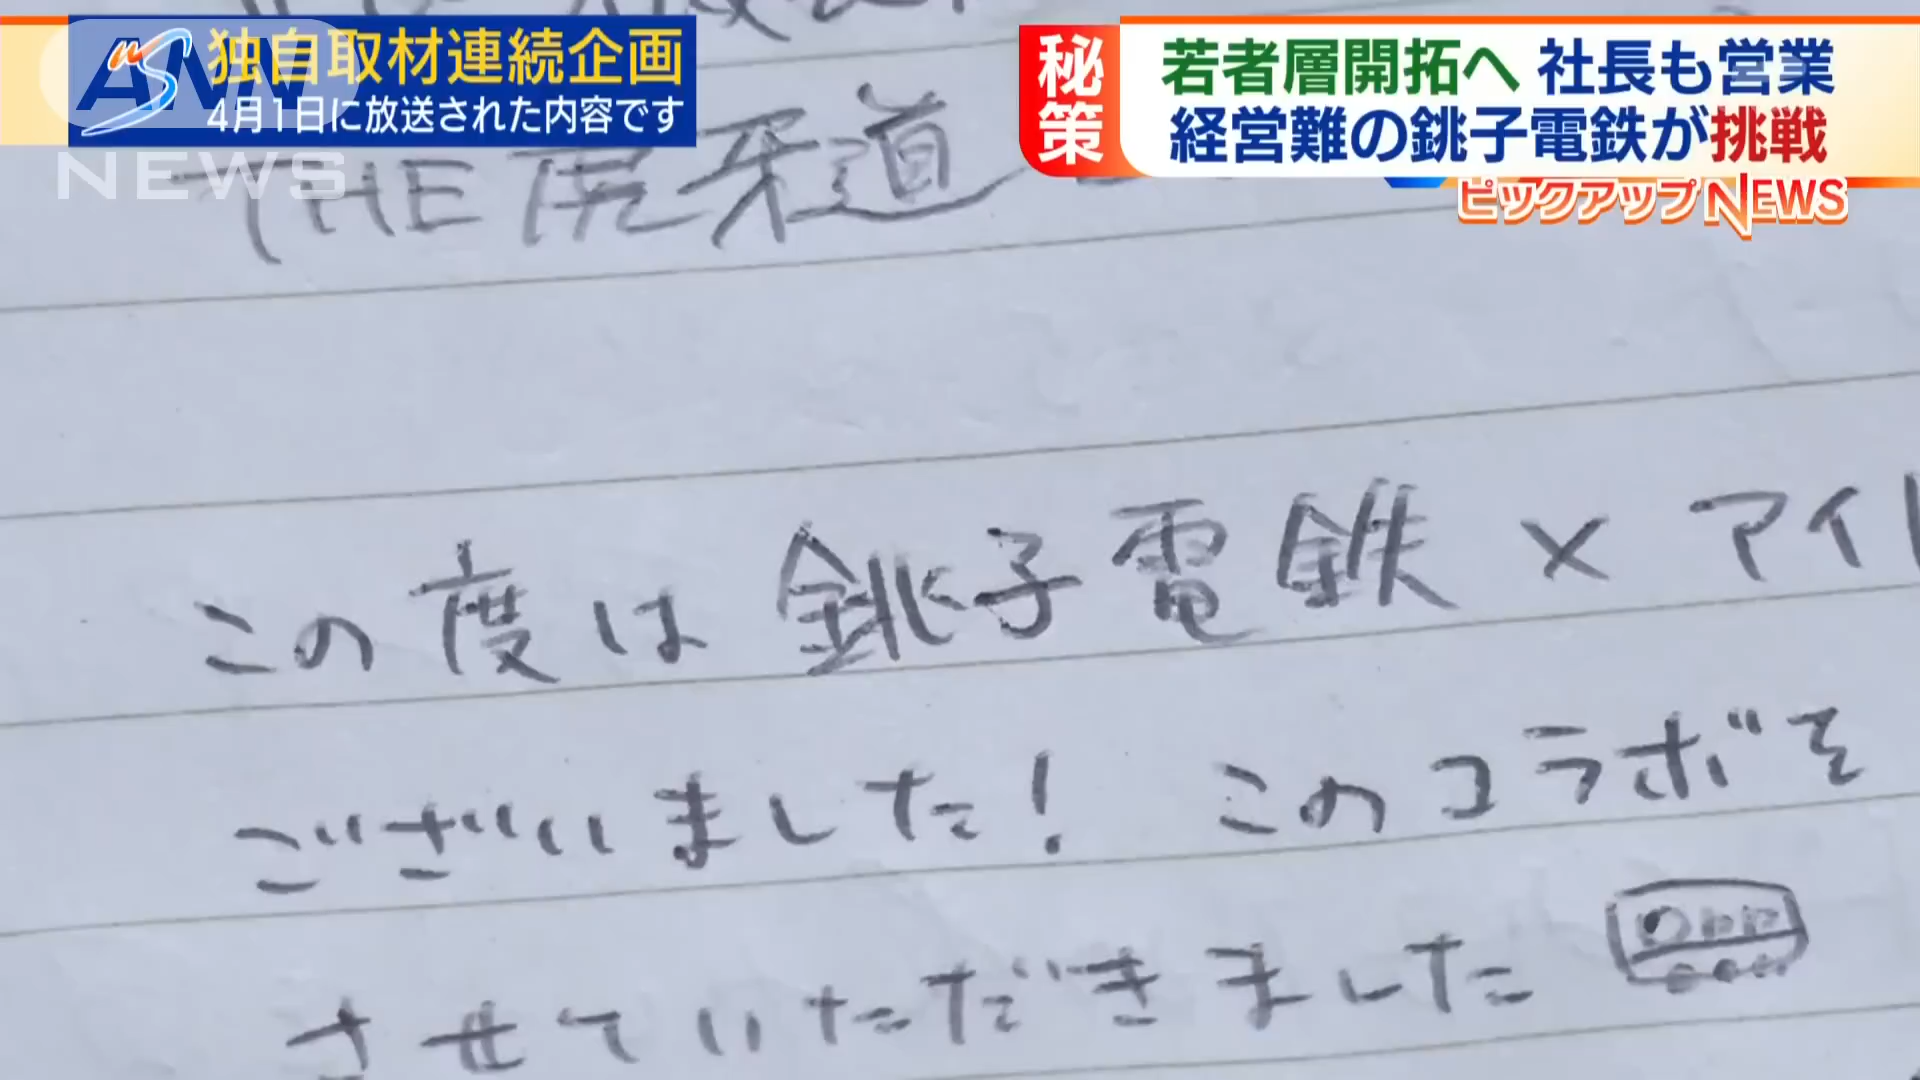 ANN NEWS
独自取材連続企画
4月1日に放送された内容です
秘策
若者層開拓へ 社長も営業
経営難の銚子電鉄が挑戦
ピックアップNEWS
THE 尻牙道
この度は 銚子電鉄 × アイ
ございました! このコラボを
させていただきました